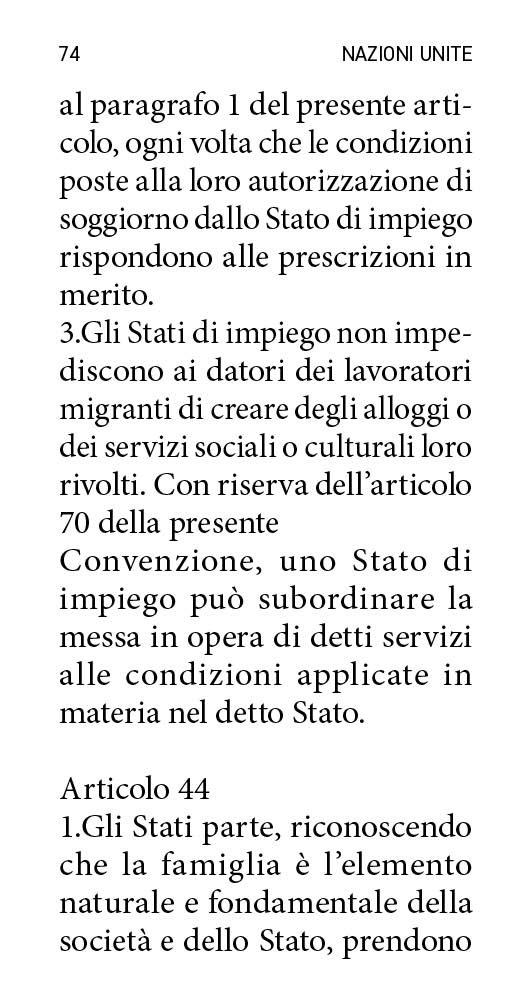 74 NAZIONI UNITE
al paragrafo 1 del presente arti-
colo, ogni volta che le condizioni
poste alla loro autorizzazione di
soggiorno dallo Stato di impiego
rispondono alle prescrizioni in
merito.
3.Gli Stati di impiego non impe-
discono ai datori dei lavoratori
migranti di creare degli alloggi o
dei servizi sociali o culturali loro
rivolti. Con riserva dell’articolo
70 della presente
Convenzione, uno Stato di
impiego può subordinare la
messa in opera di detti servizi
alle condizioni applicate in
materia nel detto Stato.

Articolo 44
1.Gli Stati parte, riconoscendo
che la famiglia è l’elemento
naturale e fondamentale della
società e dello Stato, prendono